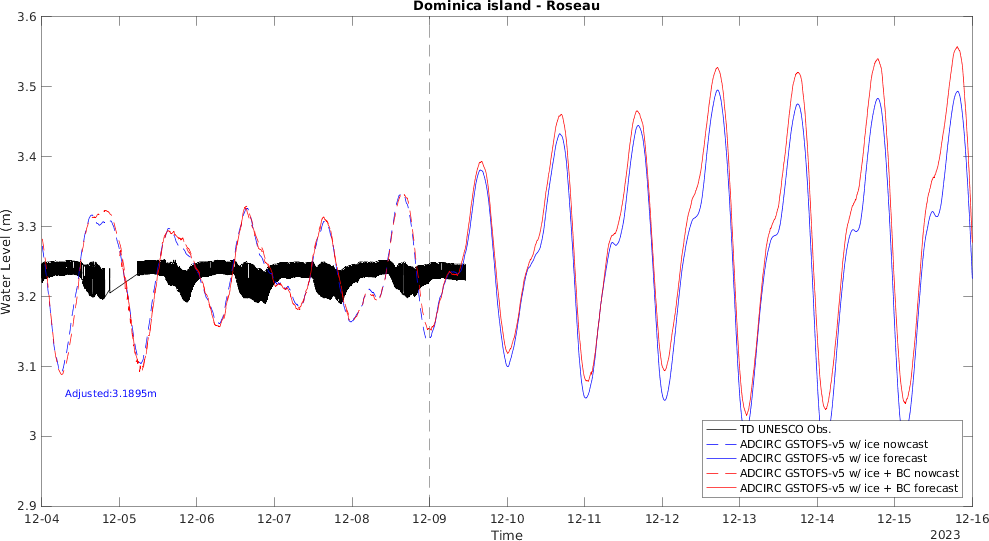 Dominica island - Roseau
3.6
3.5
3.4
3.3
3.2
3.1
3
2.9
Water Level (m)
Adjusted:3.1895m
TD UNESCO Obs.
ADCIRC GSTOFS-v5 w/ ice nowcast
ADCIRC GSTOFS-v5 w/ ice forecast
ADCIRC GSTOFS-v5 w/ ice + BC nowcast
ADCIRC GSTOFS-v5 w/ ice + BC forecast
12-04 12-05 12-06 12-07 12-08 12-09 12-10 12-11 12-12 12-13 12-14 12-15 12-16
Time
2023